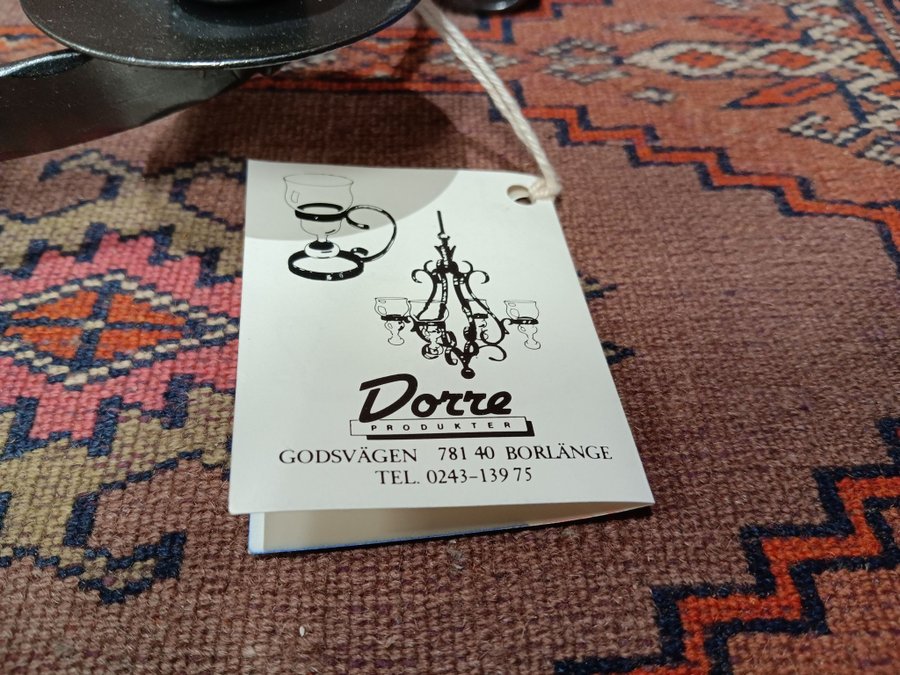 Dorre
PRODUKTER
GODSVÄGEN 781 40 BORLÄNGE
TEL. 0243-139 75